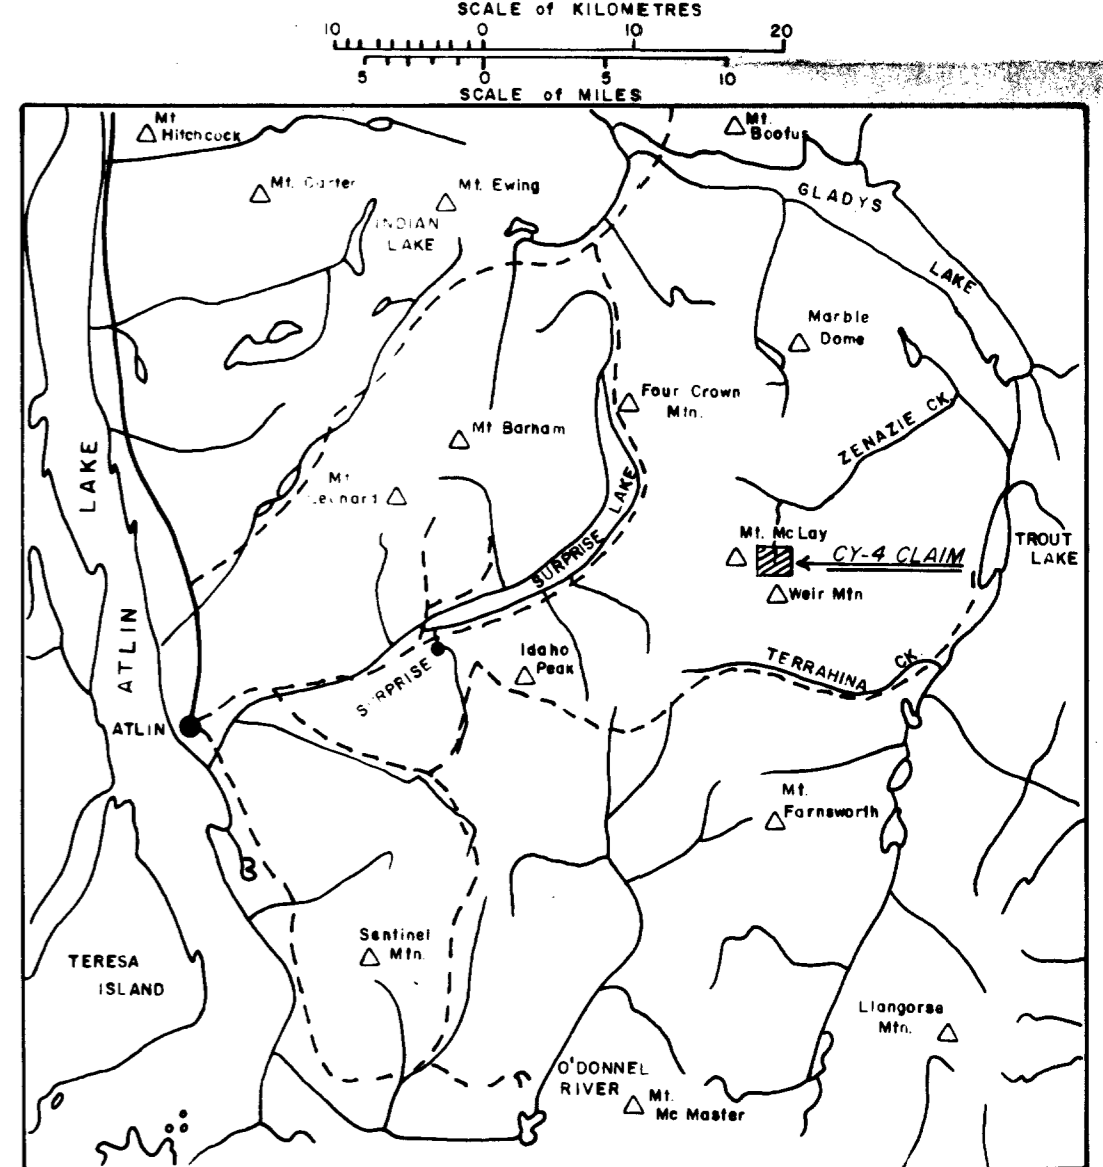 SCALE of KILOMETRES
10 0 10 20
5 0 5 10
SCALE of MILES
Mt
Hitchcock
Mt.
Boofus
Mt. Carter
Mt. Ewing
GLADYS
INDIAN
LAKE
LAKE
Marble
Dome
Four Crown
Mtn.
Mt Barham
ZENAZIE CK.
LAKE
Mt
SURPRISE LAKE
Mt. McLay
TROUT
LAKE
CY-4 CLAIM
Weir Mtn
ATLIN
Idaho
Peak
TERRAHINA CK.
SURPRISE
ATLIN
Mt.
Farnsworth
Sentinel
Mtn.
TERESA
ISLAND
Llangorse
Mtn.
O'DONNEL
RIVER
Mt.
Mc Master